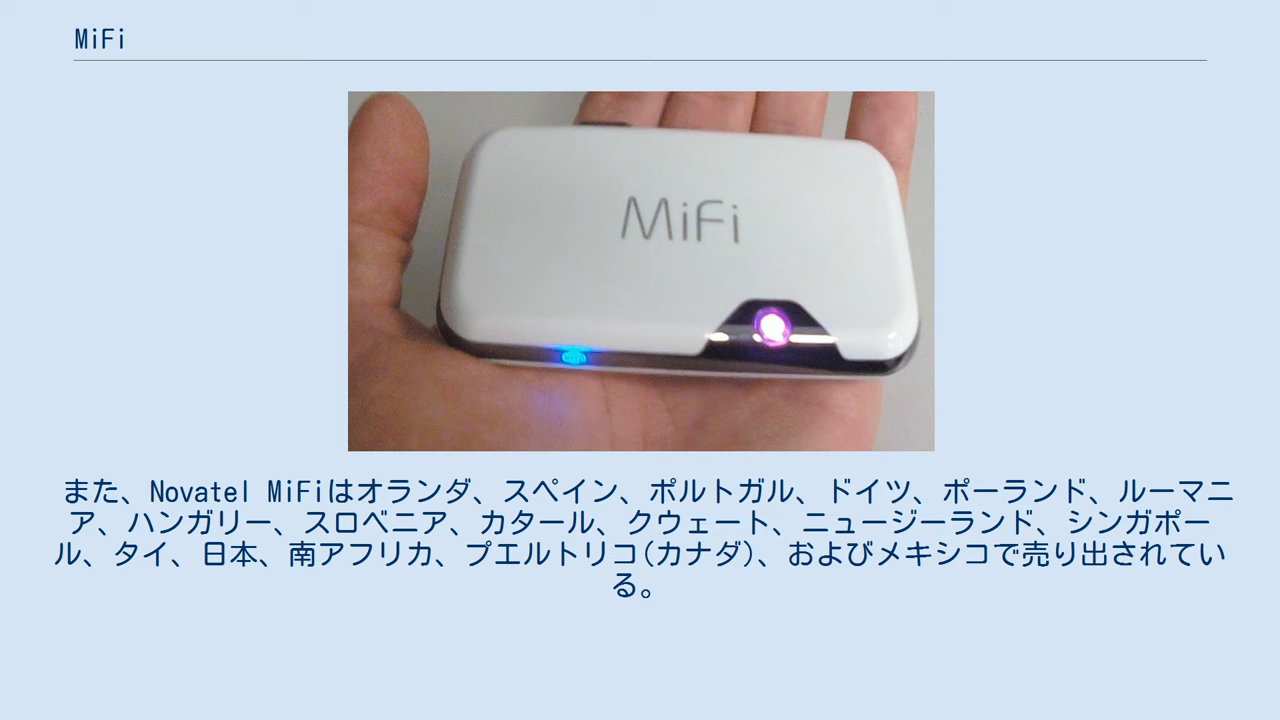 MiFi
MiFi
また、Novatel MiFiはオランダ、スペイン、ポルトガル、ドイツ、ポーランド、ルーマニ
ア、ハンガリー、スロベニア、カタール、クウェート、ニュージーランド、シンガポー
ル、タイ、日本、南アフリカ、プエルトリコ(カナダ)、およびメキシコで売り出されてい
る。